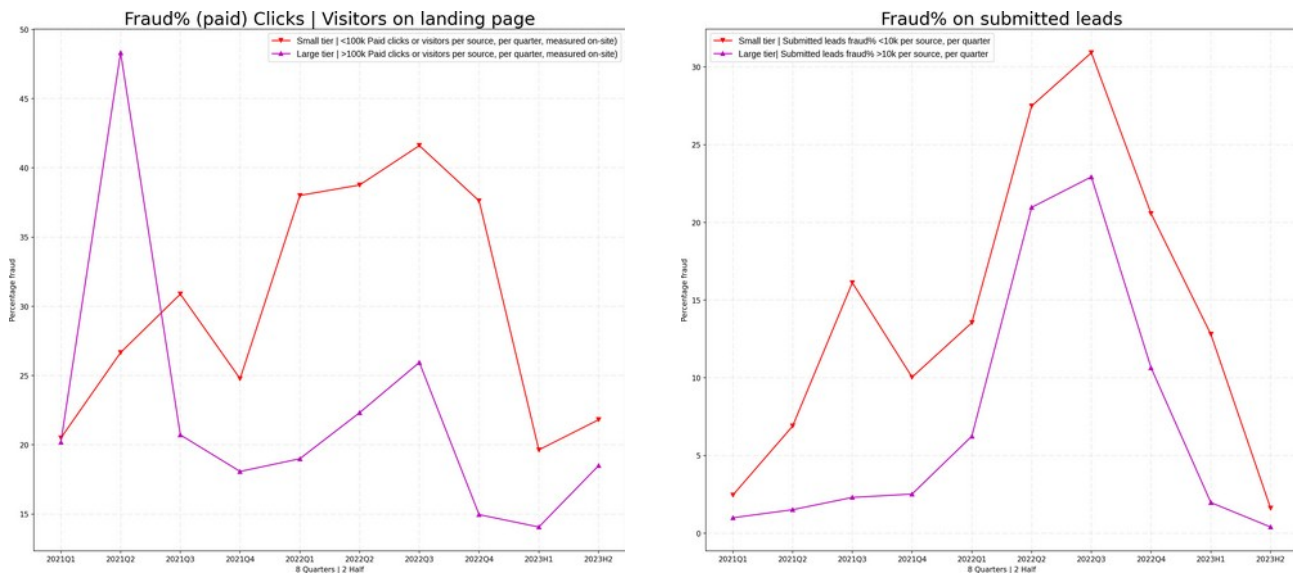 Fraud% (paid) Clicks | Visitors on landing page
50
Small tier | <100k Paid clicks or visitors per source, per quarter, measured on-site)
Large tier | >100k Paid clicks or visitors per source, per quarter, measured on-site)
45
40
35
30
25
20
15
Percentage fraud
2021Q1 2021Q2 2021Q3 2021Q4 2022Q1 2022Q2 2022Q3 2022Q4 2023H1 2023H2
8 Quarters | 2 Half
Fraud% on submitted leads
Small tier | Submitted leads fraud% <10k per source, per quarter
Large tier| Submitted leads fraud% >10k per source, per quarter
30
25
20
15
10
5
0
Percentage fraud
2021Q1 2021Q2 2021Q3 2021Q4 2022Q1 2022Q2 2022Q3 2022Q4 2023H1 2023H2
8 Quarters | 2 Half